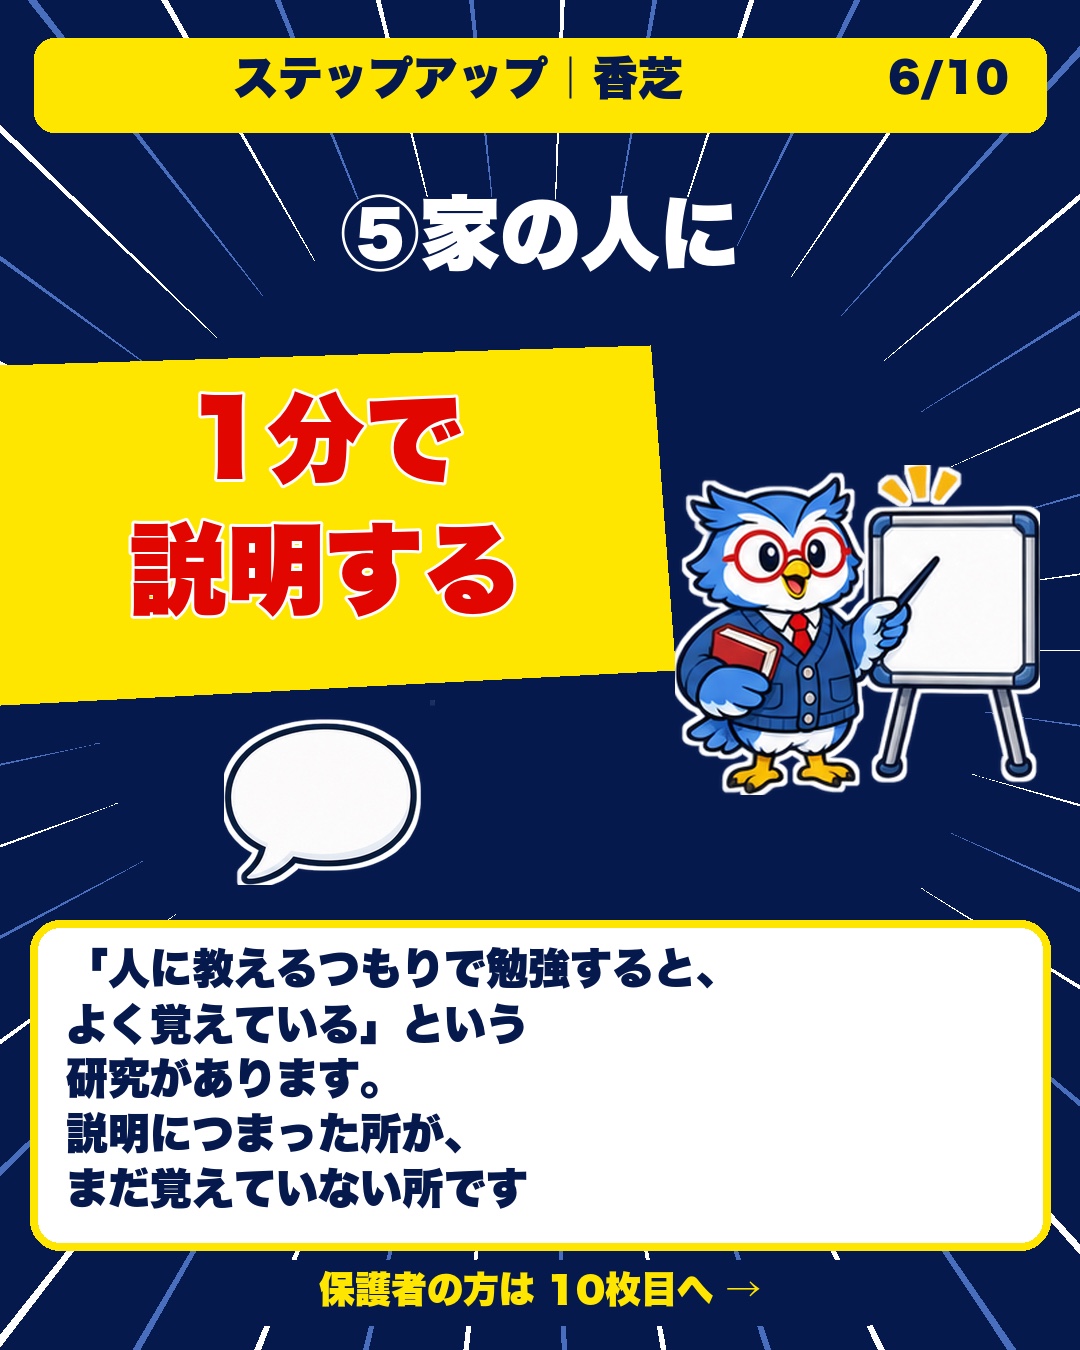 ステップアップ｜香芝
6/10
⑤家の人に
1分で
説明する
「人に教えるつもりで勉強すると、
よく覚えている」という
研究があります。
説明につまった所が、
まだ覚えていない所です
保護者の方は 10枚目へ →